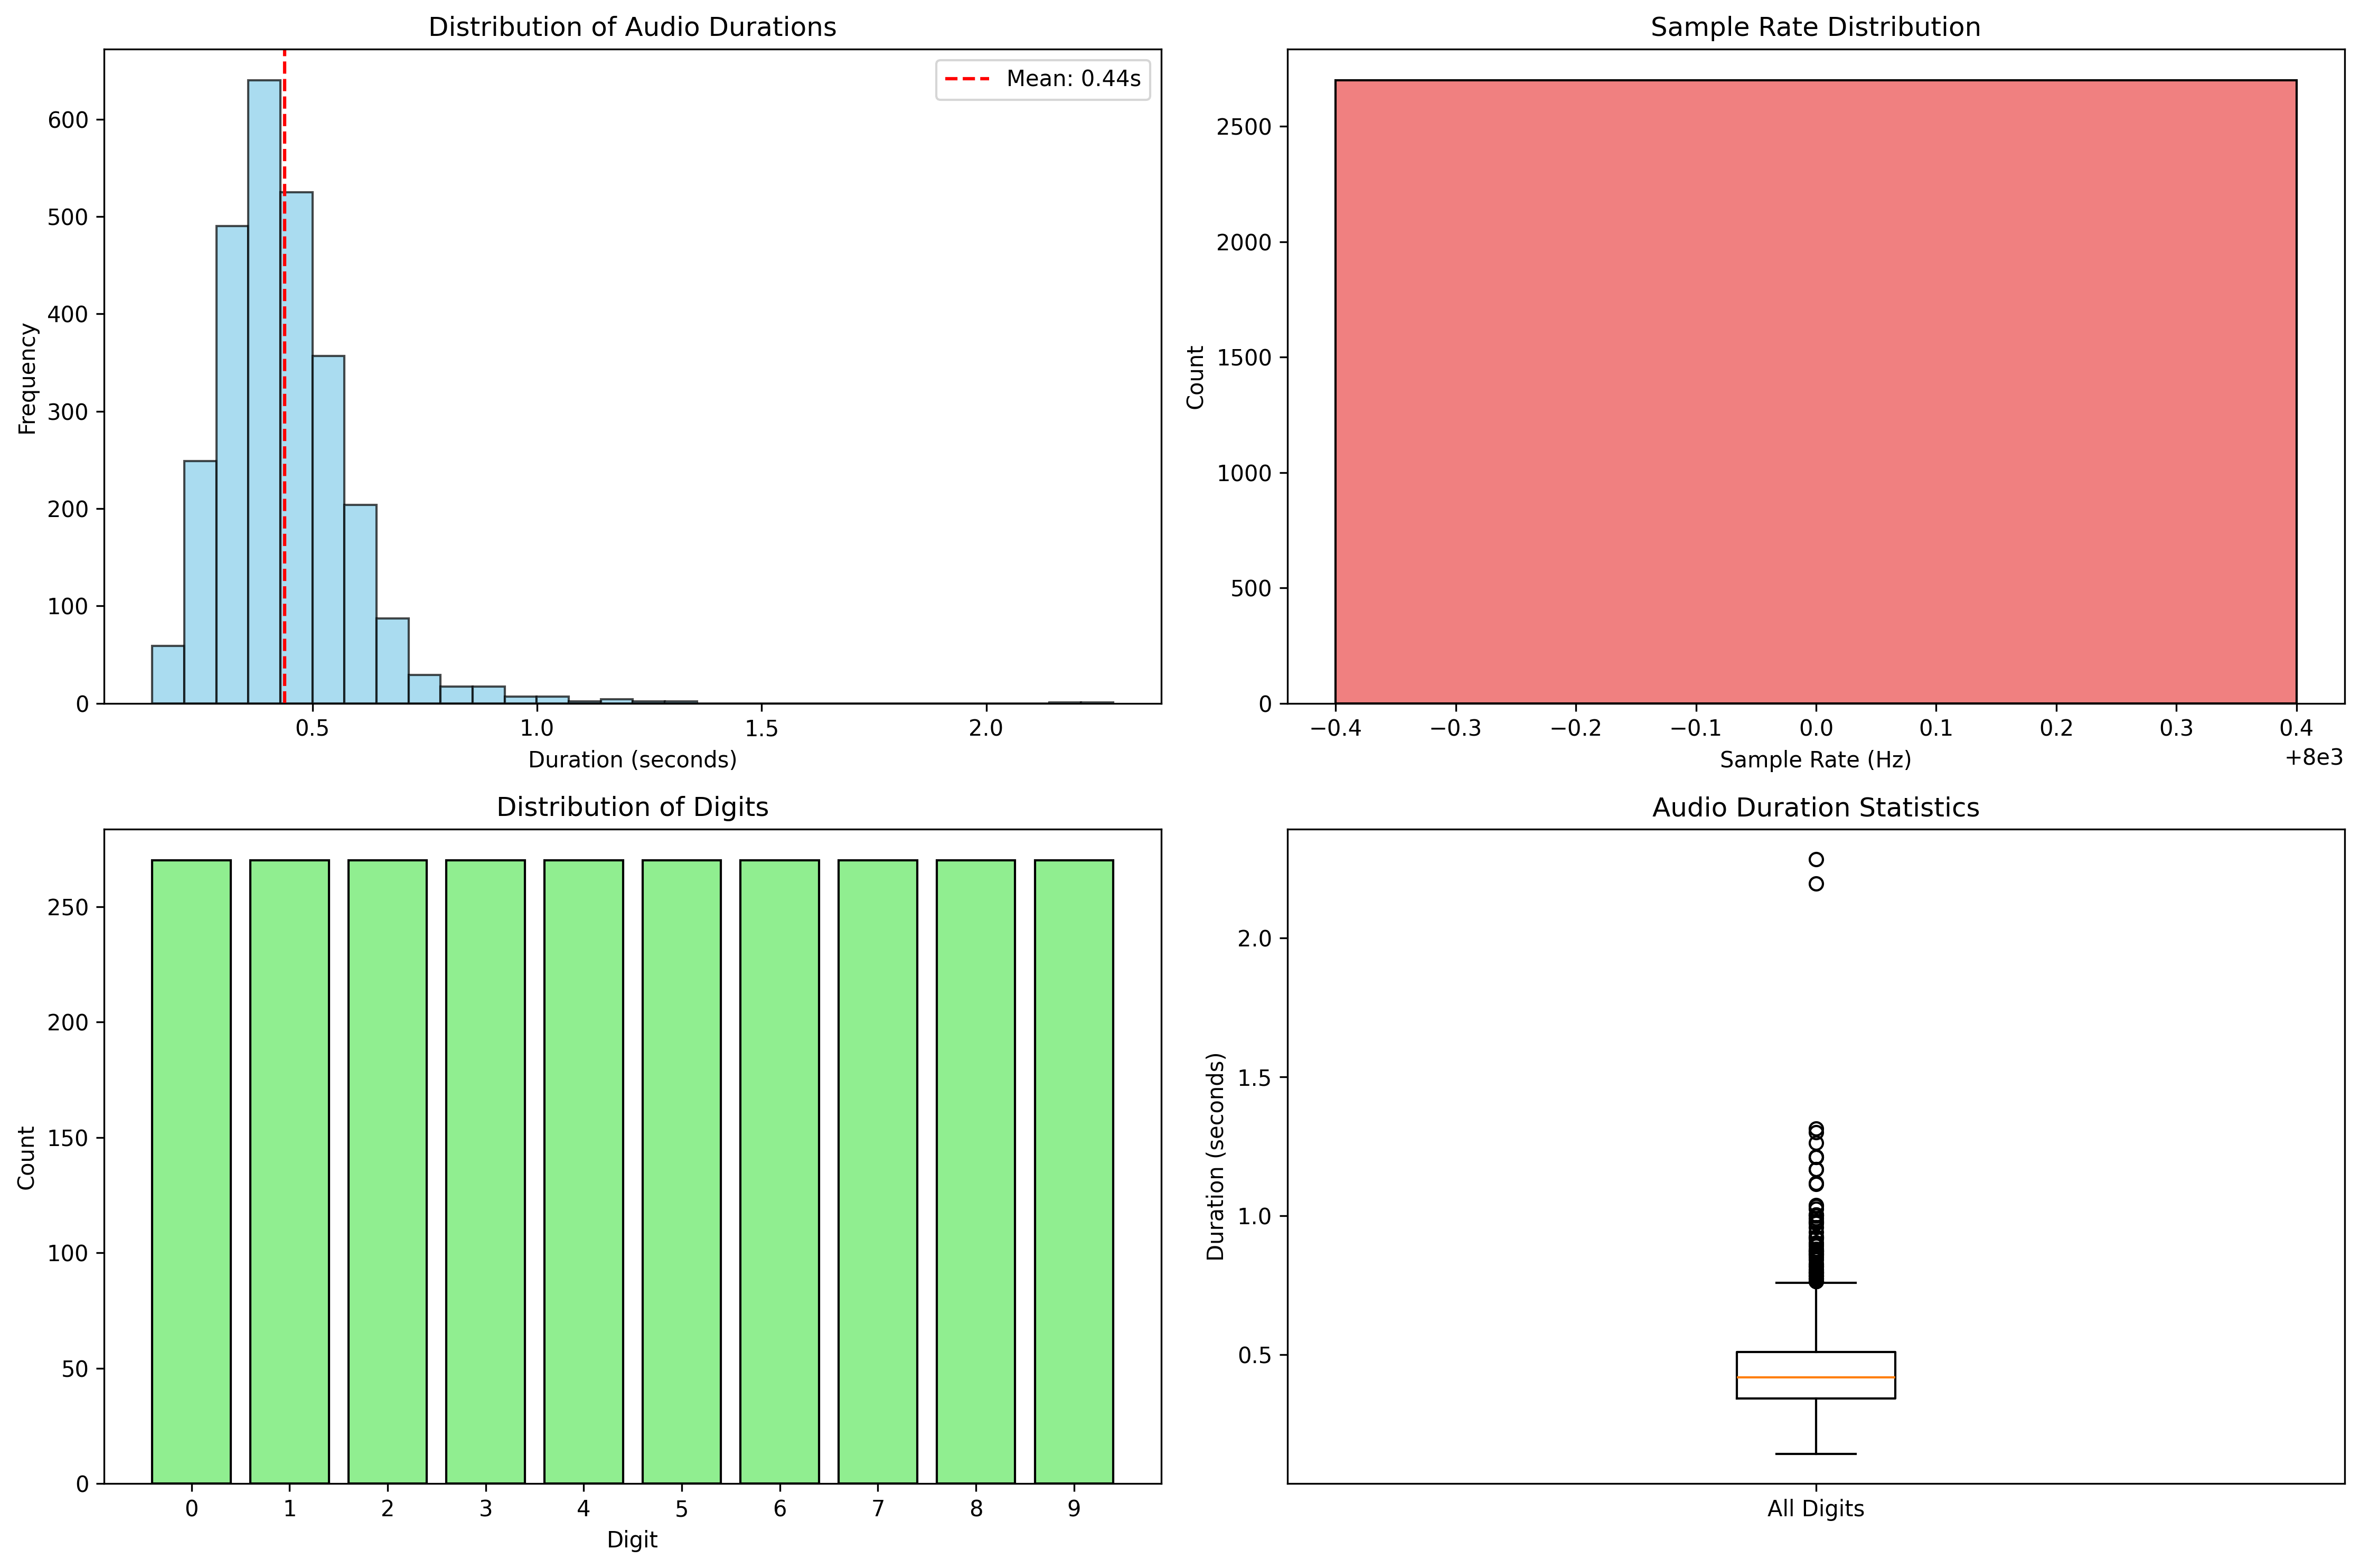 Distribution of Audio Durations
Mean: 0.44s
600
500
400
300
200
100
0
Frequency
0.5 1.0 1.5 2.0
Duration (seconds)
Sample Rate Distribution
2500
2000
1500
1000
500
0
Count
−0.4 −0.3 −0.2 −0.1 0.0 0.1 0.2 0.3 0.4
+8e3
Sample Rate (Hz)
Distribution of Digits
250
200
150
100
50
0
Count
0 1 2 3 4 5 6 7 8 9
Digit
Audio Duration Statistics
2.0
1.5
1.0
0.5
Duration (seconds)
All Digits